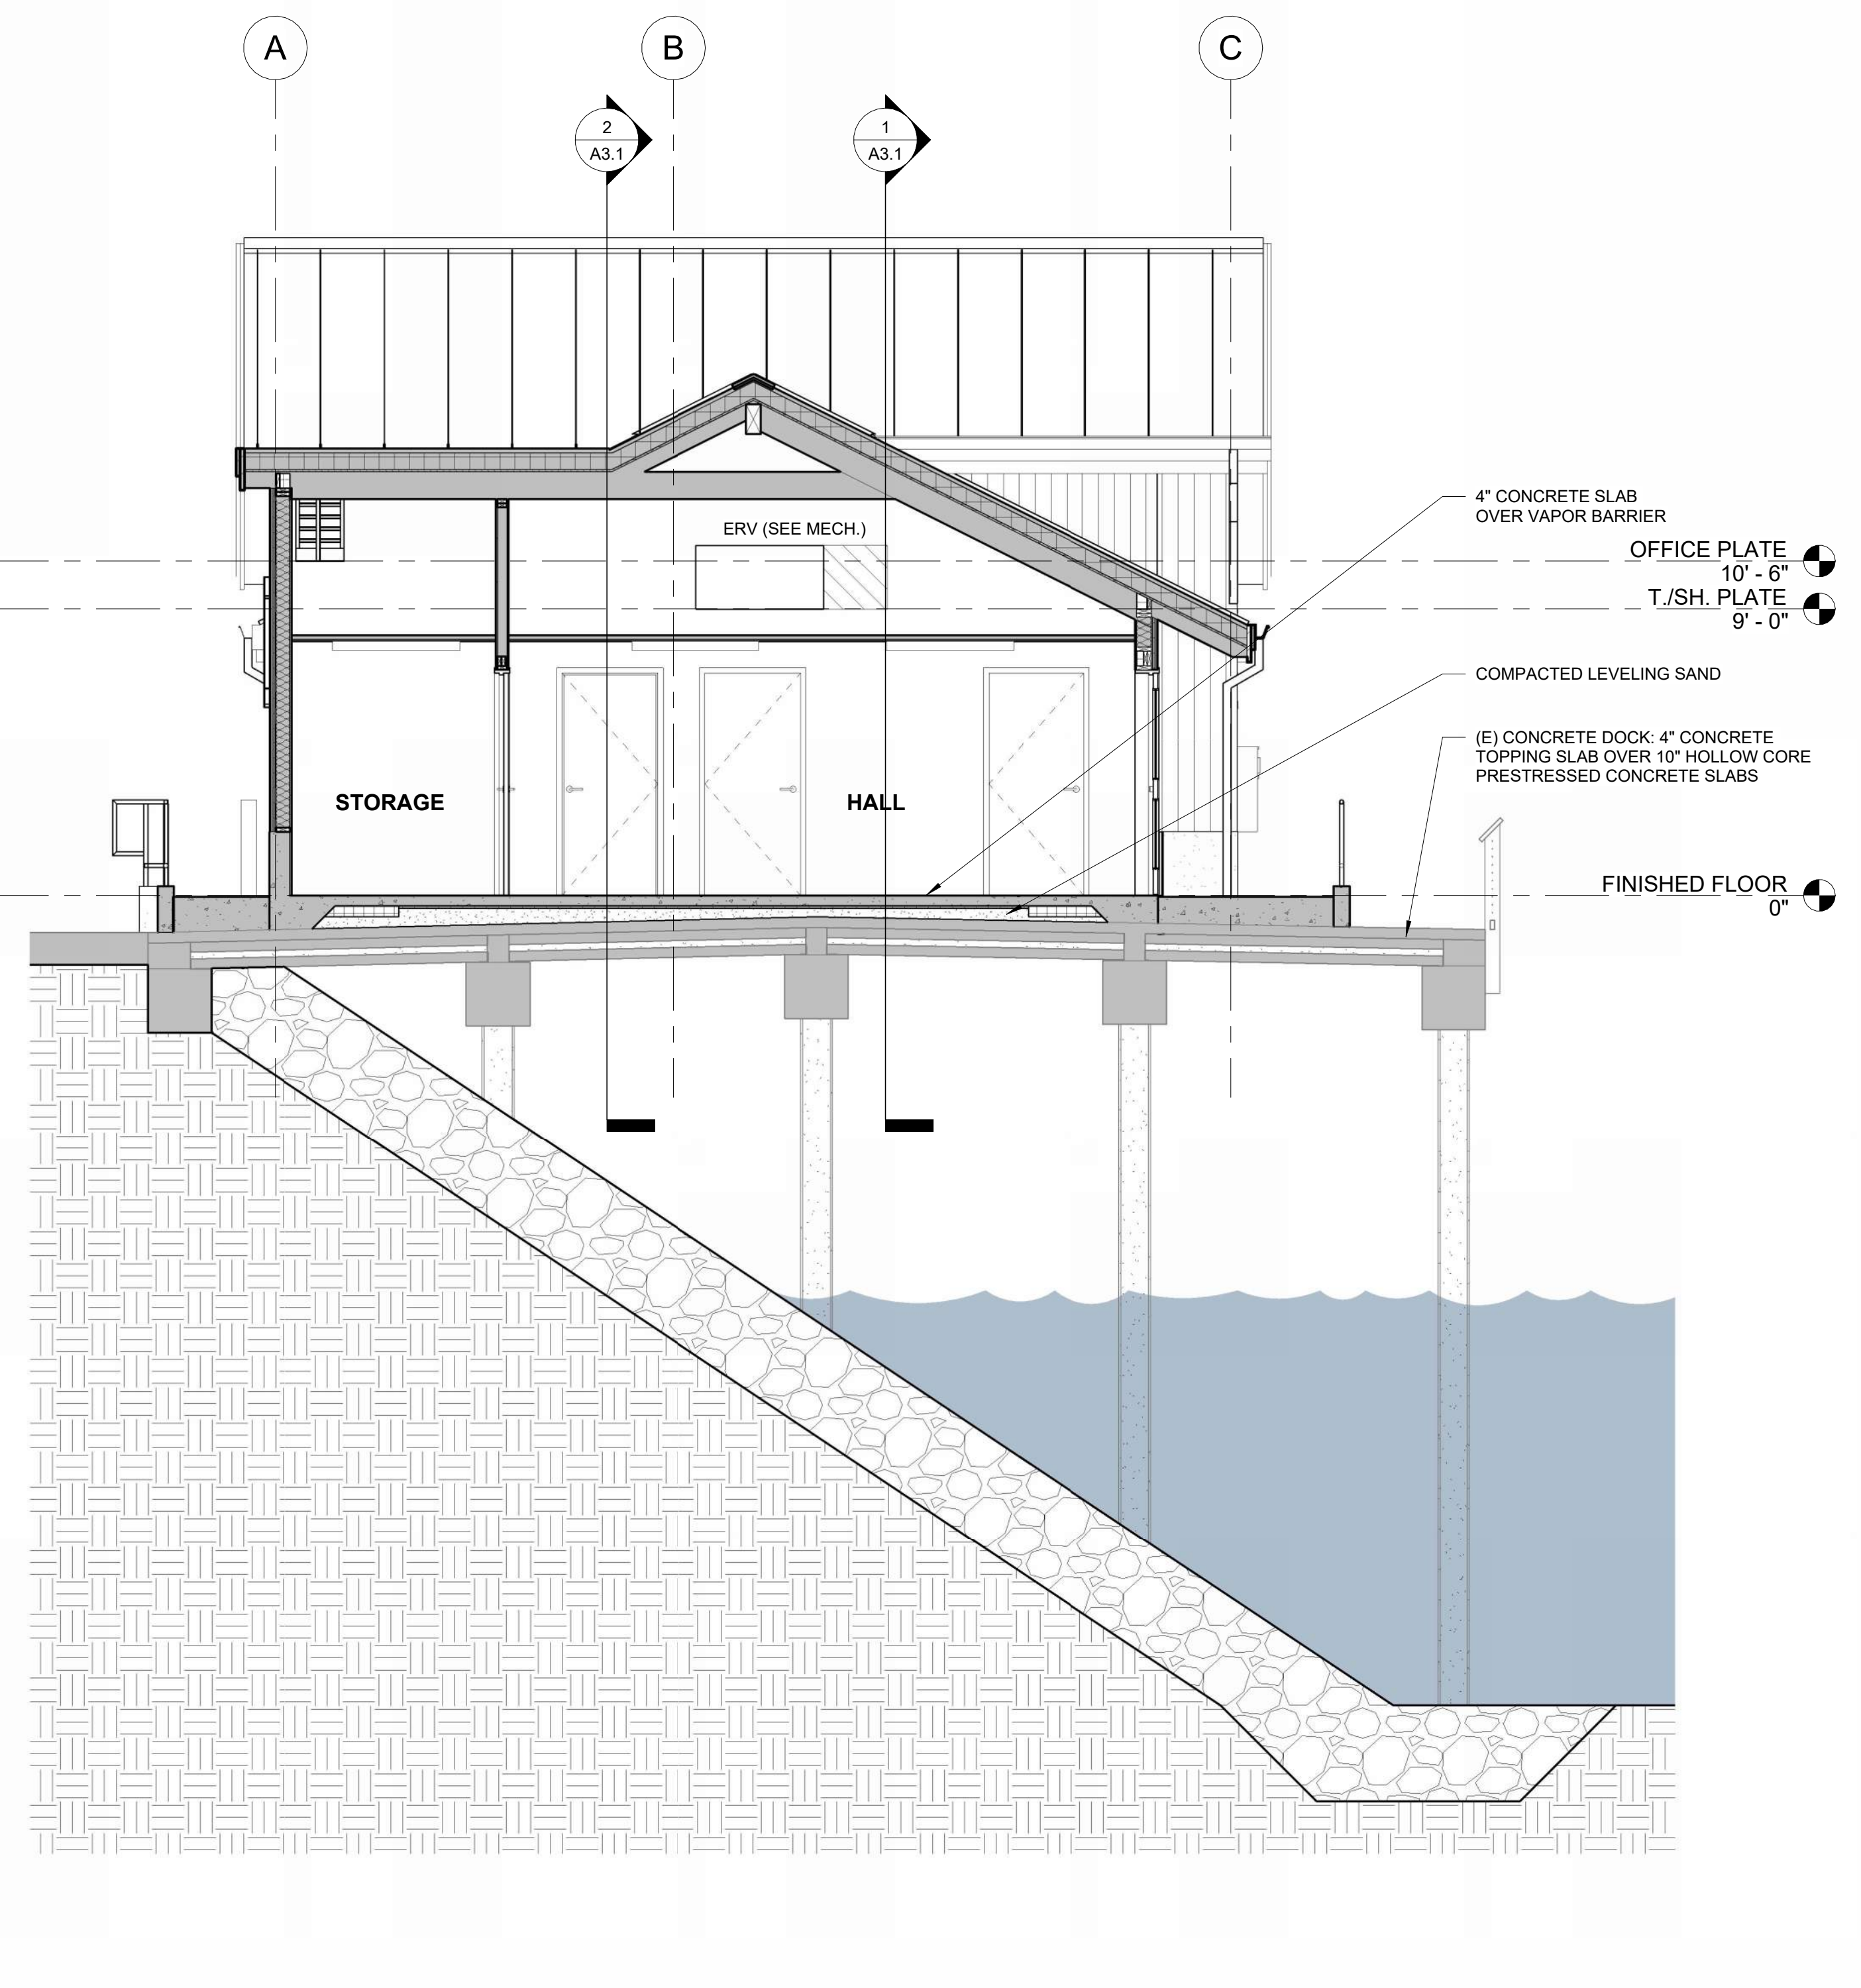 A
B
C
2
A3.1
1
A3.1
4" CONCRETE SLAB
OVER VAPOR BARRIER
ERV (SEE MECH.)
OFFICE PLATE
10' - 6"
T./SH. PLATE
9' - 0"
COMPACTED LEVELING SAND
(E) CONCRETE DOCK: 4" CONCRETE
TOPPING SLAB OVER 10" HOLLOW CORE
PRESTRESSED CONCRETE SLABS
STORAGE
HALL
FINISHED FLOOR
0"